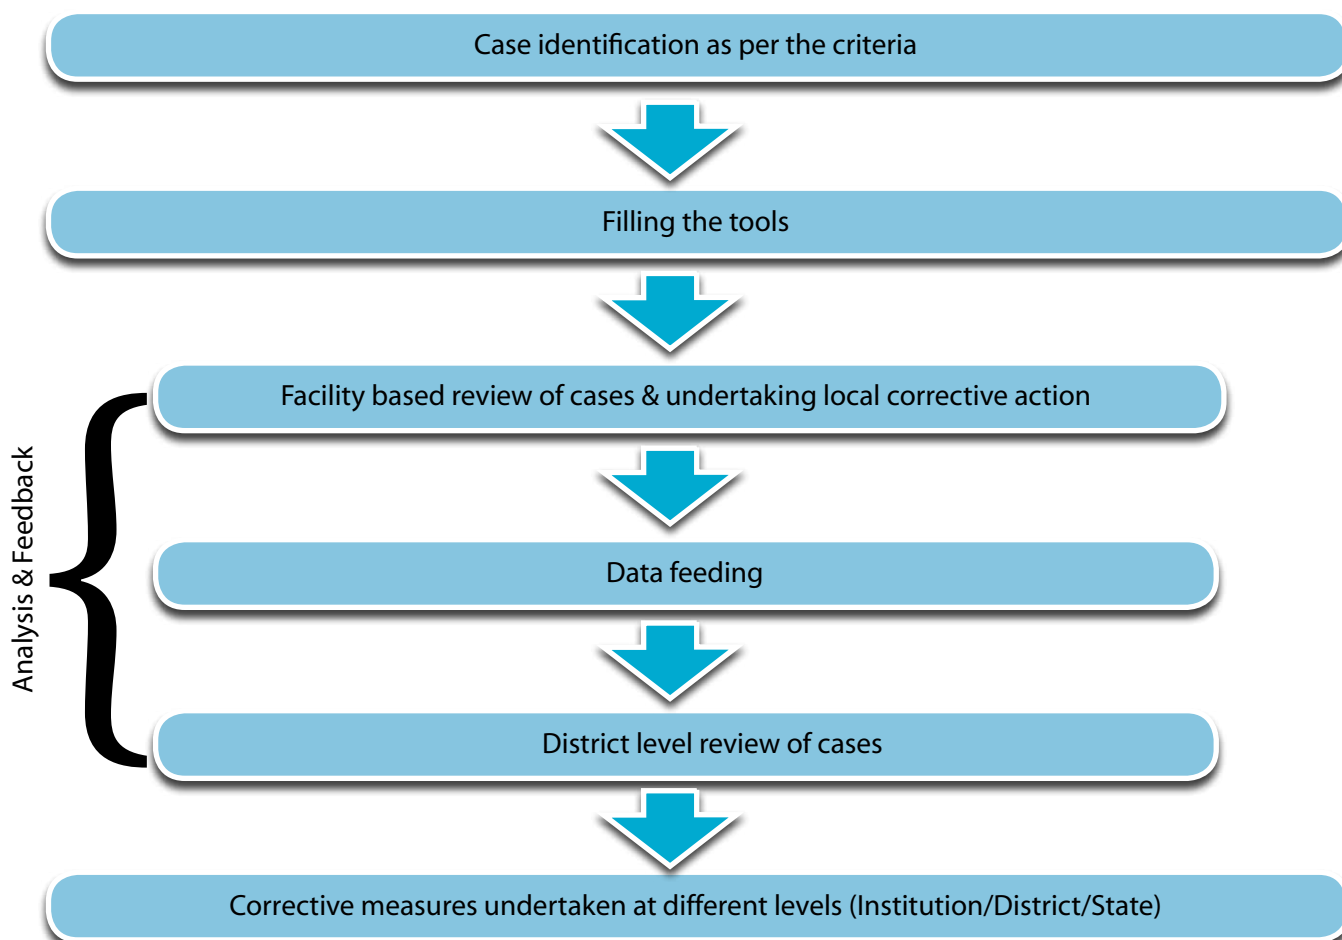 Case identification as per the criteria
Filling the tools
Facility based review of cases & undertaking local corrective action
Analysis & Feedback
Data feeding
District level review of cases
Corrective measures undertaken at different levels (Institution/District/State)